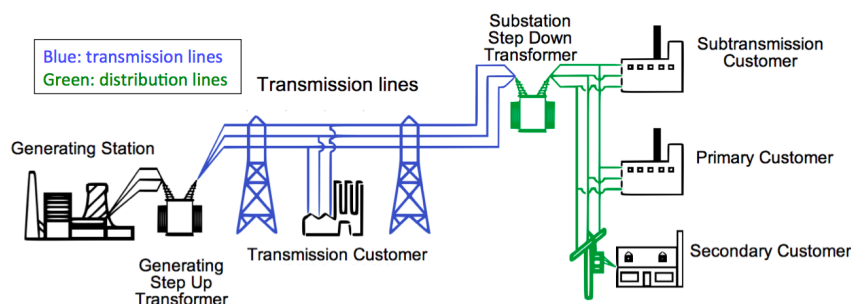 Blue: transmission lines
Green: distribution lines
Transmission lines
Substation
Step Down
Transformer
Subtransmission
Customer
Generating Station
Primary Customer
Transmission Customer
Secondary Customer
Generating
Step Up
Transformer